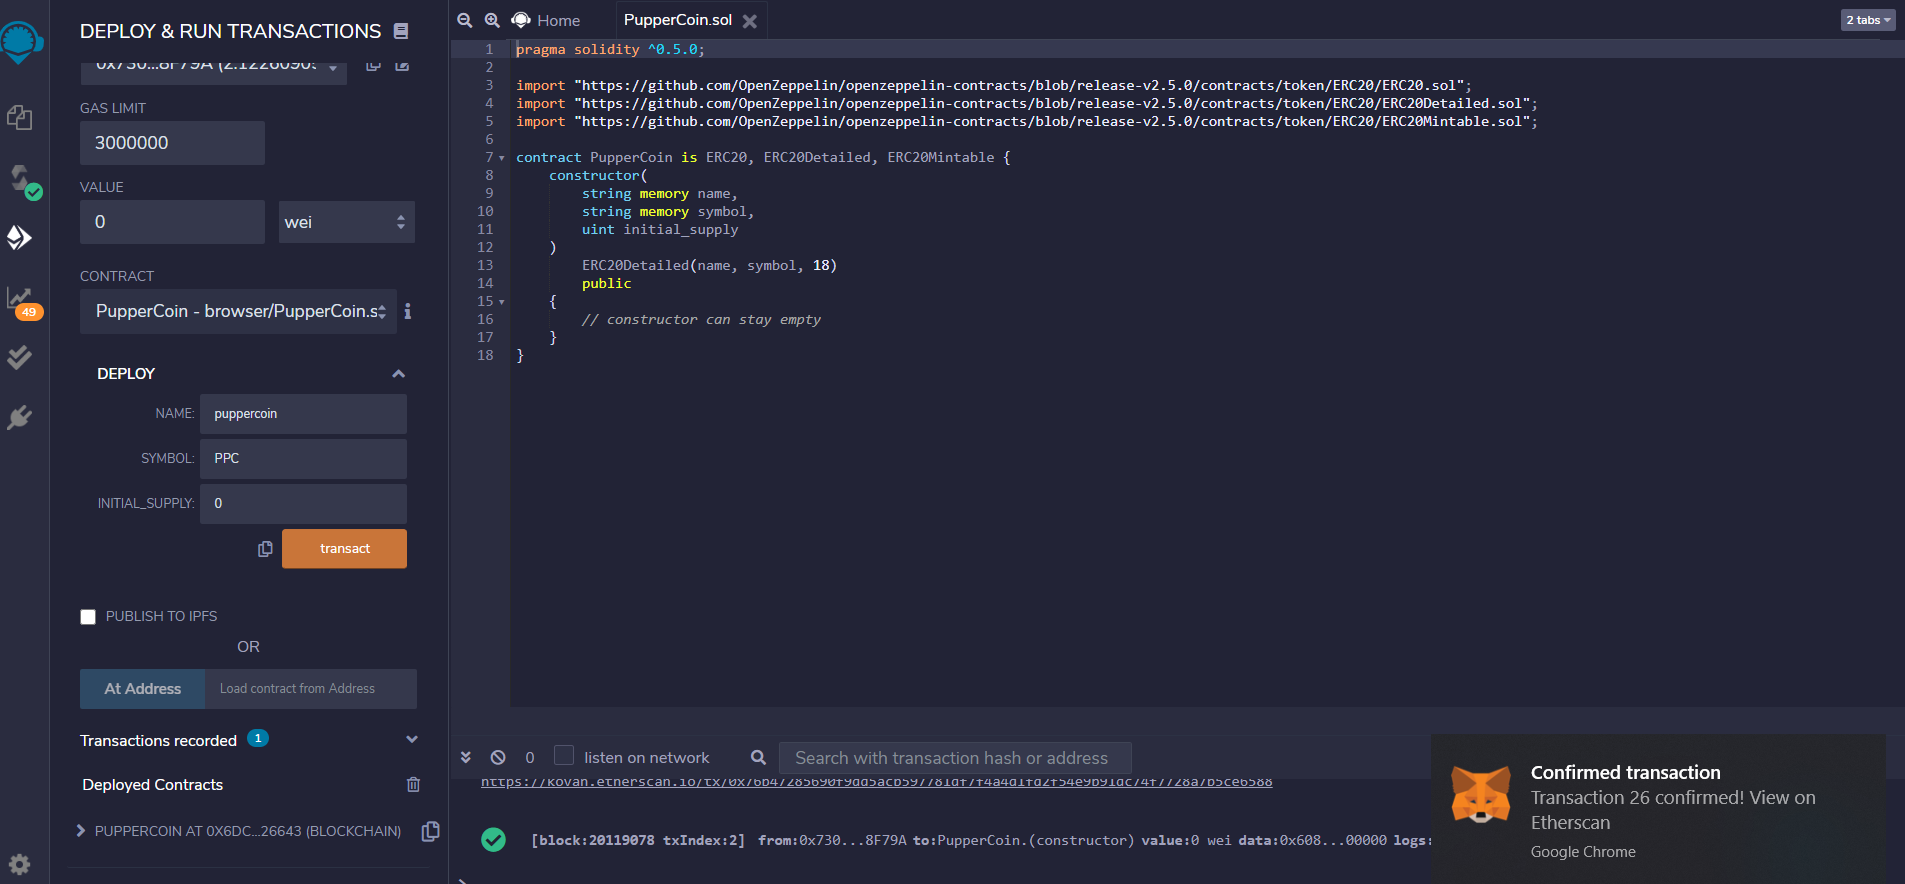 DEPLOY & RUN TRANSACTIONS
0x730...8F79A (2.12260905
GAS LIMIT
3000000
VALUE
0
wei
CONTRACT
PupperCoin - browser/PupperCoin.s
DEPLOY
NAME: puppercoin
SYMBOL: PPC
INITIAL_SUPPLY: 0
transact
PUBLISH TO IPFS
OR
At Address
Load contract from Address
Transactions recorded 1
Deployed Contracts
PUPPERCOIN AT 0X6DC...26643 (BLOCKCHAIN)
49
Home
PupperCoin.sol
2 tabs
1 pragma solidity ^0.5.0;
2
3 import "https://github.com/OpenZeppelin/openzeppelin-contracts/blob/release-v2.5.0/contracts/token/ERC20/ERC20.sol";
4 import "https://github.com/OpenZeppelin/openzeppelin-contracts/blob/release-v2.5.0/contracts/token/ERC20/ERC20Detailed.sol";
5 import "https://github.com/OpenZeppelin/openzeppelin-contracts/blob/release-v2.5.0/contracts/token/ERC20/ERC20Mintable.sol";
6
7 contract PupperCoin is ERC20, ERC20Detailed, ERC20Mintable {
8 constructor(
9 string memory name,
10 string memory symbol,
11 uint initial_supply
12 )
13 ERC20Detailed(name, symbol, 18)
14 public
15 {
16 // constructor can stay empty
17 }
18 }
0
listen on network
Search with transaction hash or address
[block:20119078 txIndex:2] from:0x730...8F79A to:PupperCoin.(constructor) value:0 wei data:0x608...00000 logs:
Confirmed transaction
Transaction 26 confirmed! View on
Etherscan
Google Chrome